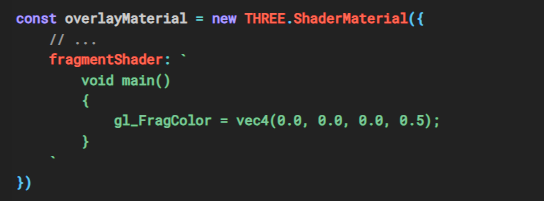 const overlayMaterial = new THREE.ShaderMaterial({
    // ...
    fragmentShader: `
        void main()
        {
            gl_FragColor = vec4(0.0, 0.0, 0.0, 0.5);
        }
    `
})